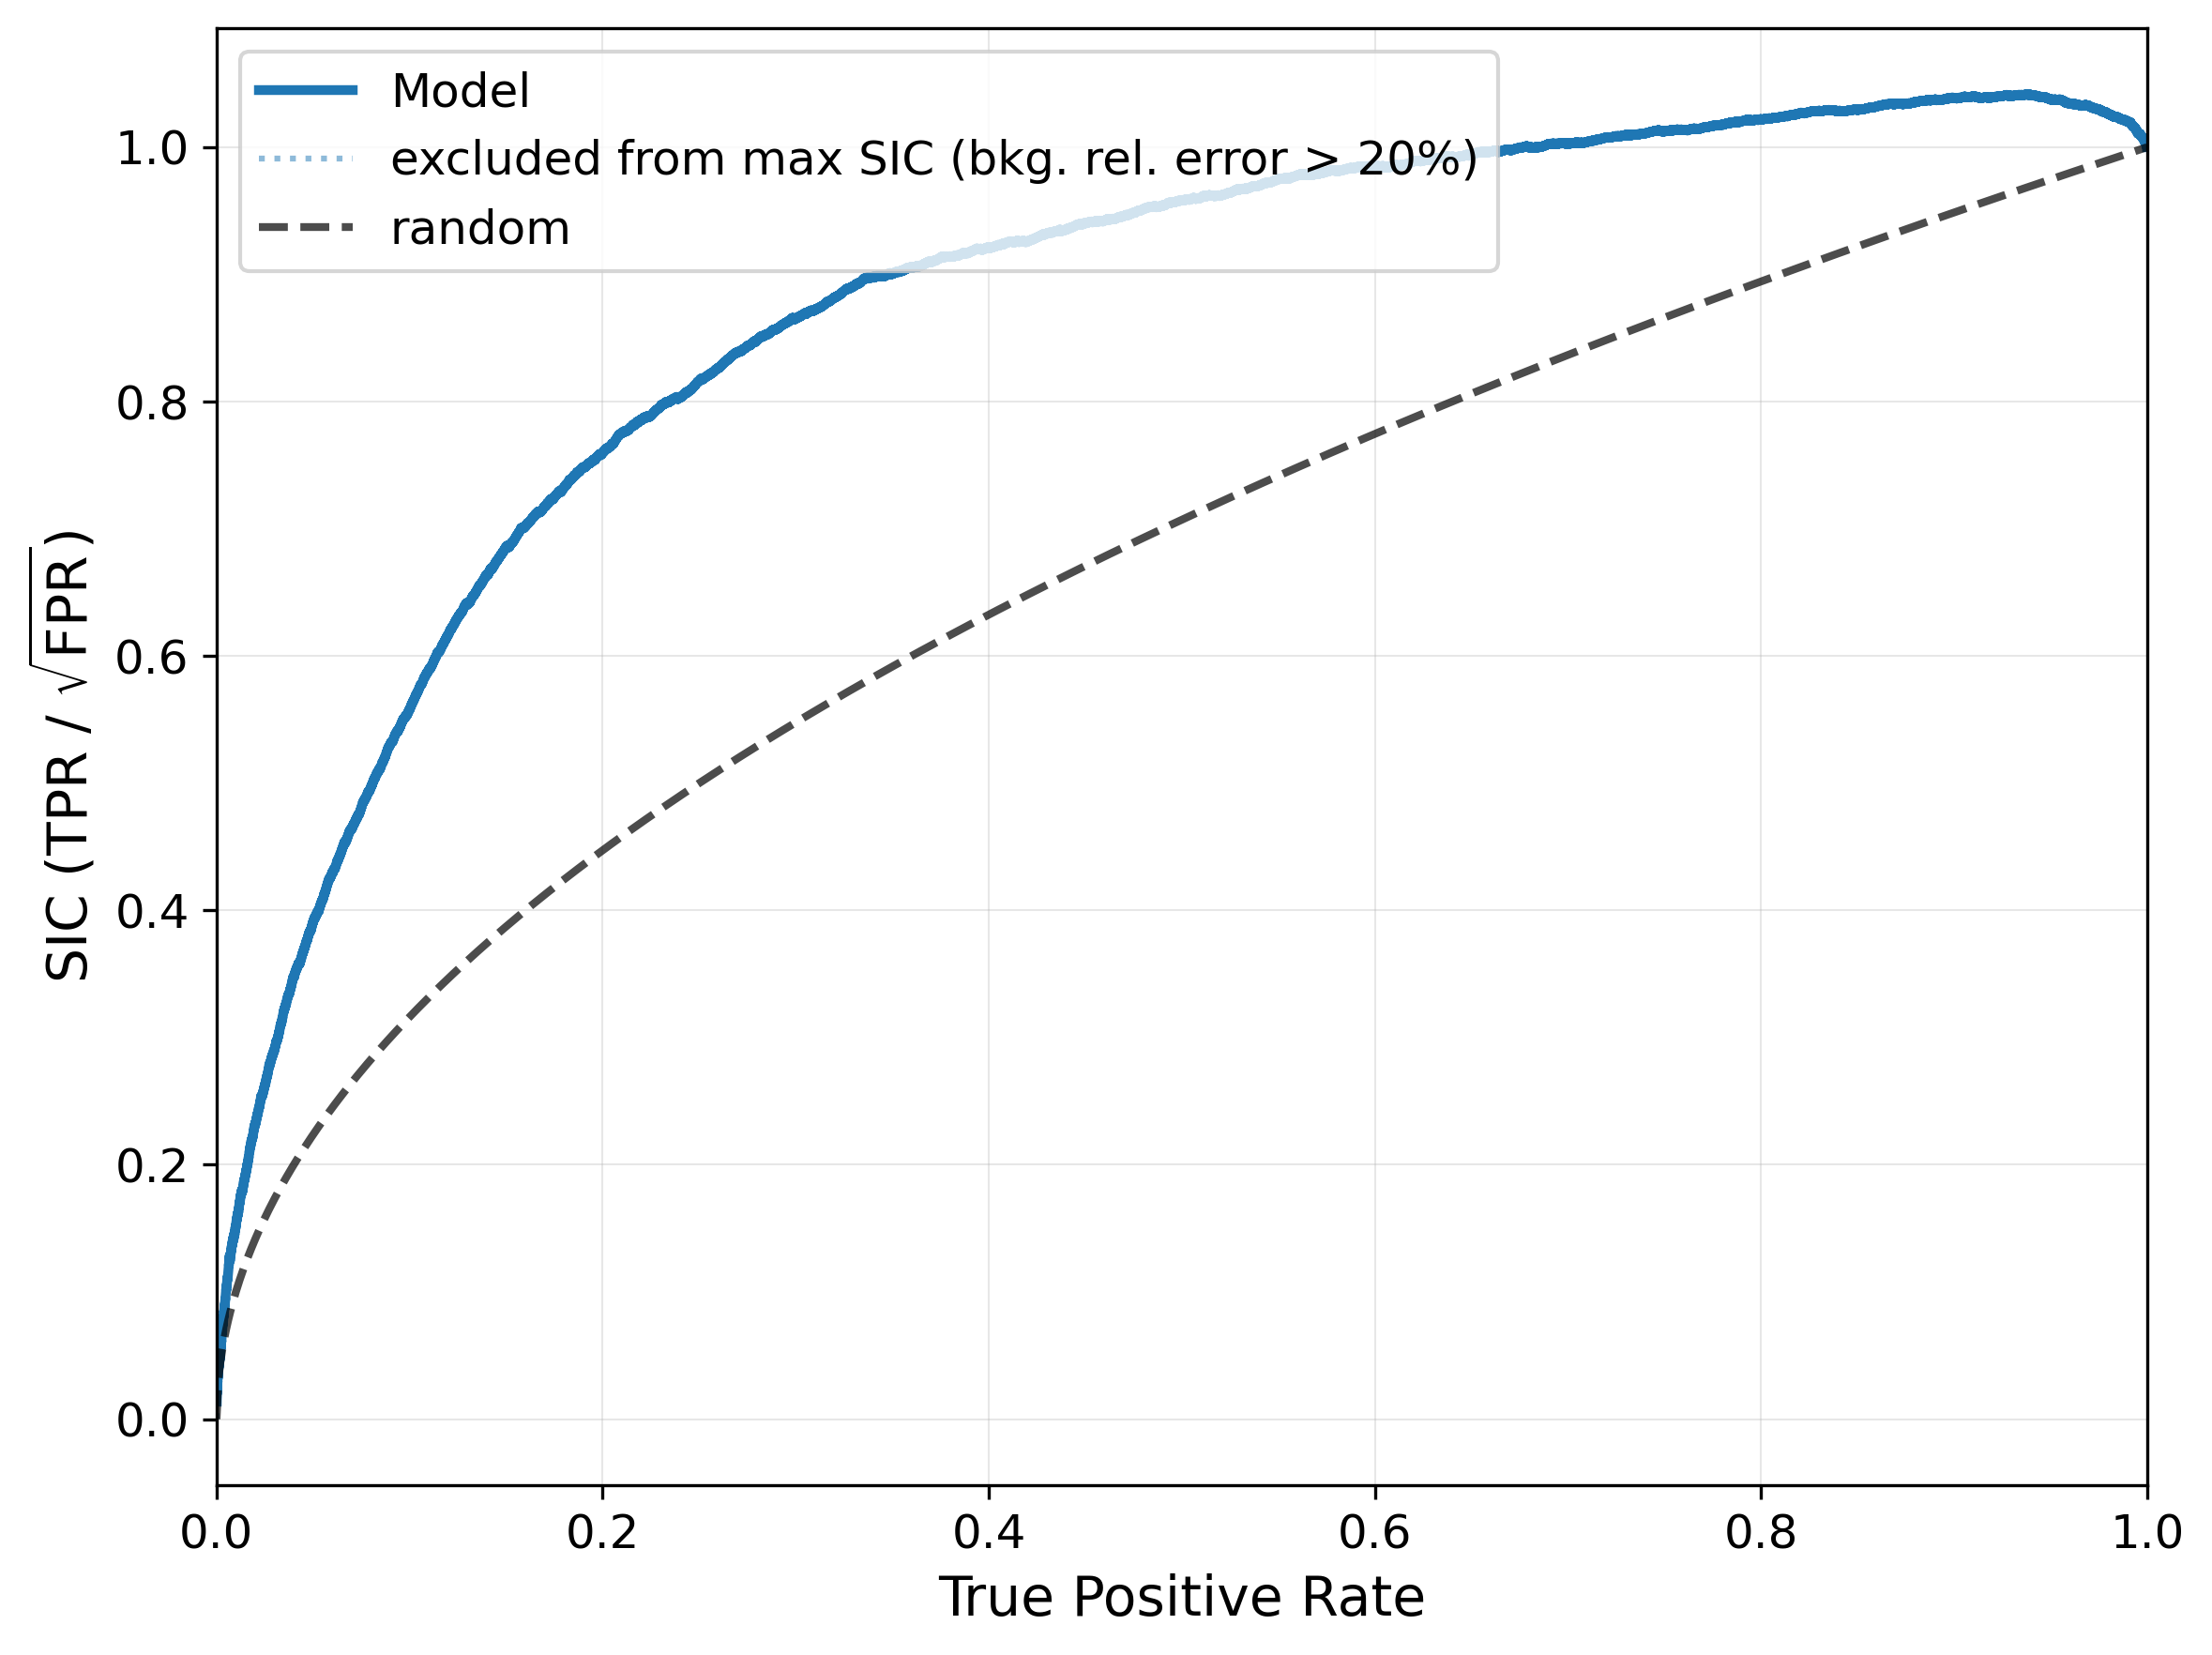 Model
excluded from max SIC (bkg. rel. error > 20%)
random
1.0
0.8
0.6
0.4
0.2
0.0
SIC (TPR / √FPR)
0.0 0.2 0.4 0.6 0.8 1.0
True Positive Rate